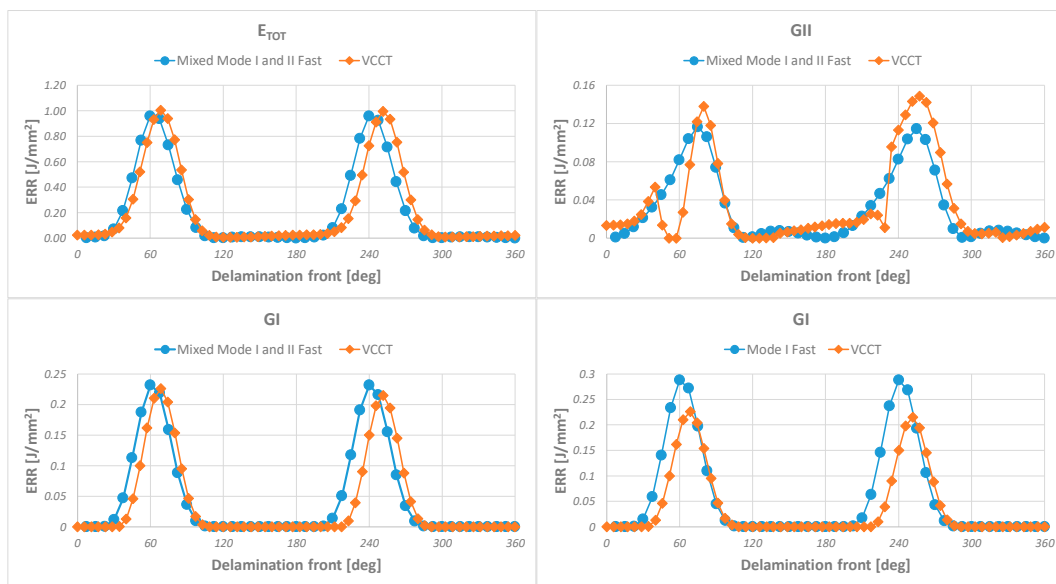 E_TOT
Mixed Mode I and II Fast VCCT
ERR [J/mm²]
1.20
1.00
0.80
0.60
0.40
0.20
0.00
0 60 120 180 240 300 360
Delamination front [deg]
GII
Mixed Mode I and II Fast VCCT
ERR [J/mm²]
0.16
0.12
0.08
0.04
0
0 60 120 180 240 300 360
Delamination front [deg]
GI
Mixed Mode I and II Fast VCCT
ERR [J/mm²]
0.25
0.2
0.15
0.1
0.05
0
0 60 120 180 240 300 360
Delamination front [deg]
GI
Mode I Fast VCCT
ERR [J/mm²]
0.3
0.25
0.2
0.15
0.1
0.05
0
0 60 120 180 240 300 360
Delamination front [deg]